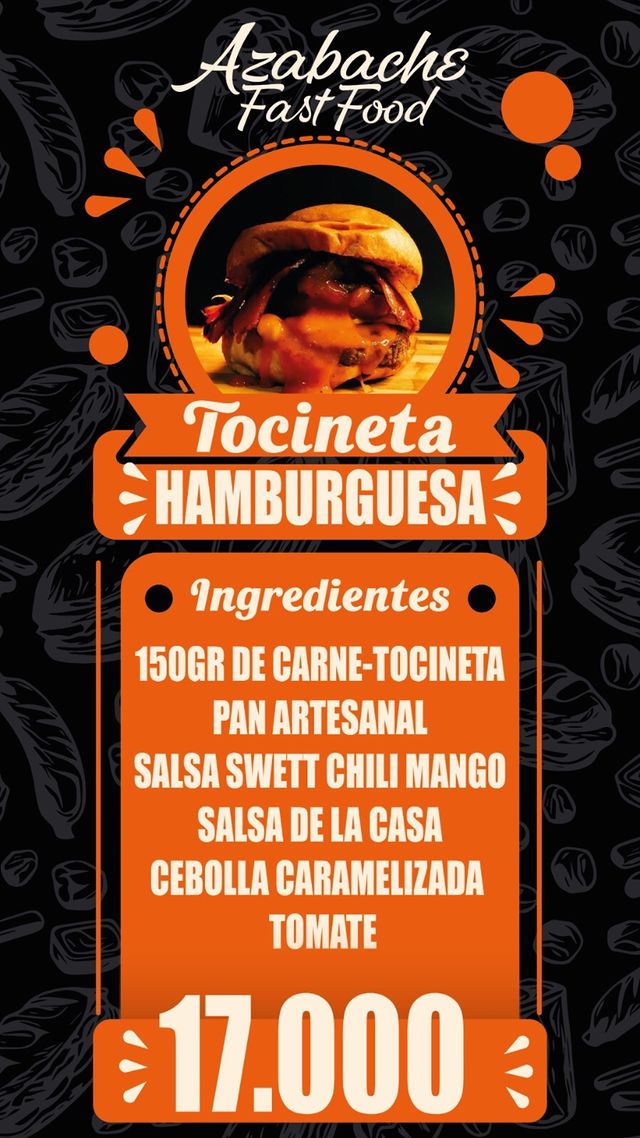 Azabache
Fast Food
Tocineta
HAMBURGUESA
Ingredientes
150GR DE CARNE-TOCINETA
PAN ARTESANAL
SALSA SWETT CHILI MANGO
SALSA DE LA CASA
CEBOLLA CARAMELIZADA
TOMATE
17.000